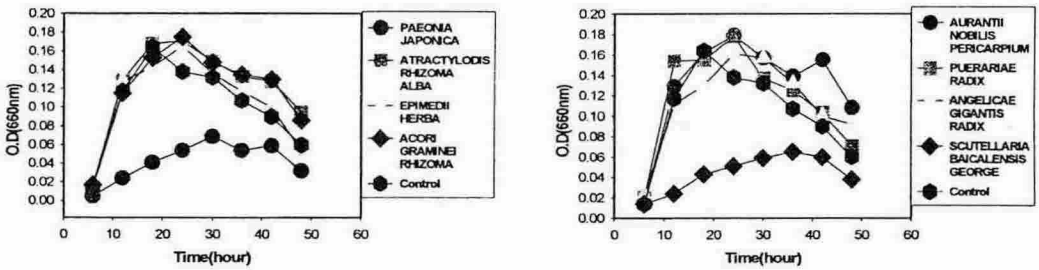 0.20
0.18
0.16
0.14
0.12
0.10
0.08
0.06
0.04
0.02
0.00
O.D(660nm)
0 10 20 30 40 50 60
Time(hour)
PAEONIA
JAPONICA
ATRACTYLODIS
RHIZOMA
ALBA
EPIMEDII
HERBA
ACORI
GRAMINEI
RHIZOMA
Control
0.20
0.18
0.16
0.14
0.12
0.10
0.08
0.06
0.04
0.02
0.00
O.D(660nm)
0 10 20 30 40 50 60
Time(hour)
AURANTII
NOBILIS
PERICARPIUM
PUERARIAE
RADIX
ANGELICAE
GIGANTIS
RADIX
SCUTELLARIA
BAICALENSIS
GEORGE
Control